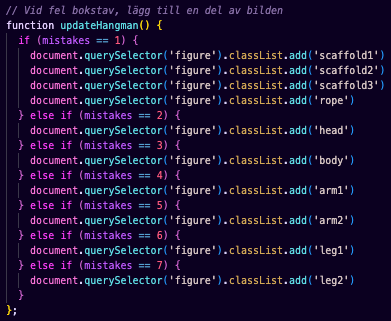 // Vid fel bokstav, lägg till en del av bilden
function updateHangman() {
  if (mistakes == 1) {
    document.querySelector('figure').classList.add('scaffold1')
    document.querySelector('figure').classList.add('scaffold2')
    document.querySelector('figure').classList.add('scaffold3')
    document.querySelector('figure').classList.add('rope')
  } else if (mistakes == 2) {
    document.querySelector('figure').classList.add('head')
  } else if (mistakes == 3) {
    document.querySelector('figure').classList.add('body')
  } else if (mistakes == 4) {
    document.querySelector('figure').classList.add('arm1')
  } else if (mistakes == 5) {
    document.querySelector('figure').classList.add('arm2')
  } else if (mistakes == 6) {
    document.querySelector('figure').classList.add('leg1')
  } else if (mistakes == 7) {
    document.querySelector('figure').classList.add('leg2')
  }
};